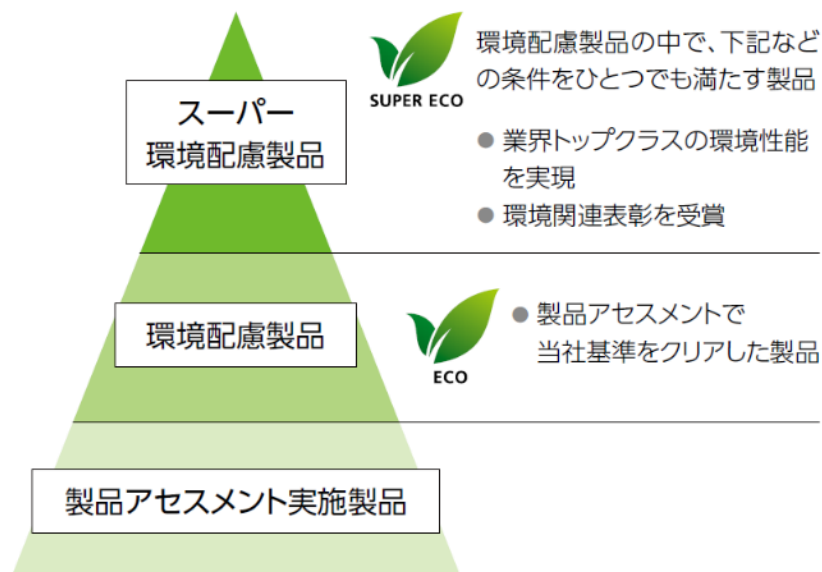 スーパー
環境配慮製品
SUPER ECO
環境配慮製品の中で、下記など
の条件をひとつでも満たす製品
● 業界トップクラスの環境性能
を実現
● 環境関連表彰を受賞
環境配慮製品
ECO
● 製品アセスメントで
当社基準をクリアした製品
製品アセスメント実施製品